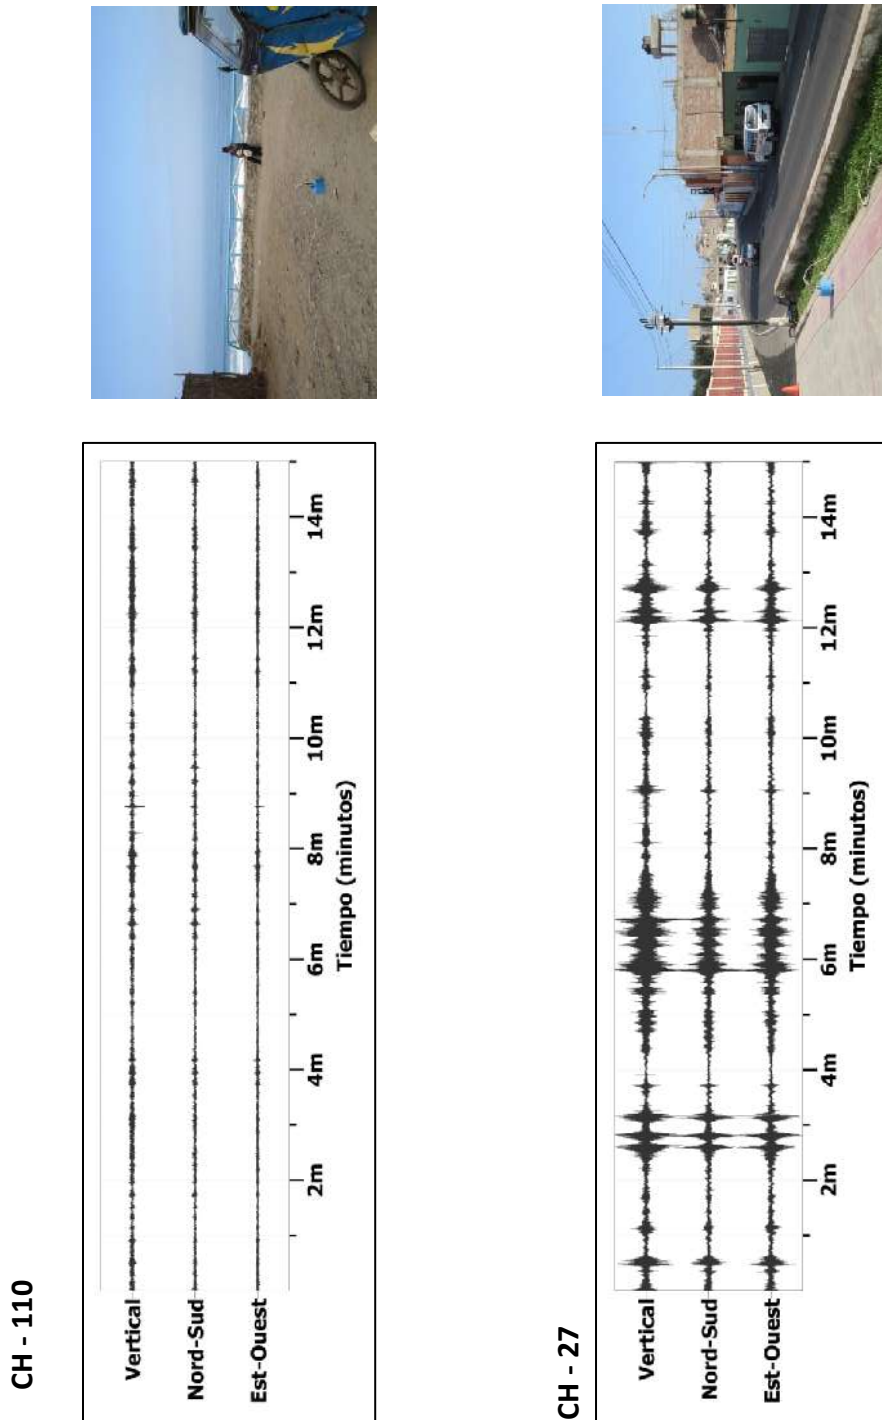 CH - 110
Vertical
Nord-Sud
Est-Ouest
2m
4m
6m
8m
10m
12m
14m
Tiempo (minutos)
CH - 27
Vertical
Nord-Sud
Est-Ouest
2m
4m
6m
8m
10m
12m
14m
Tiempo (minutos)